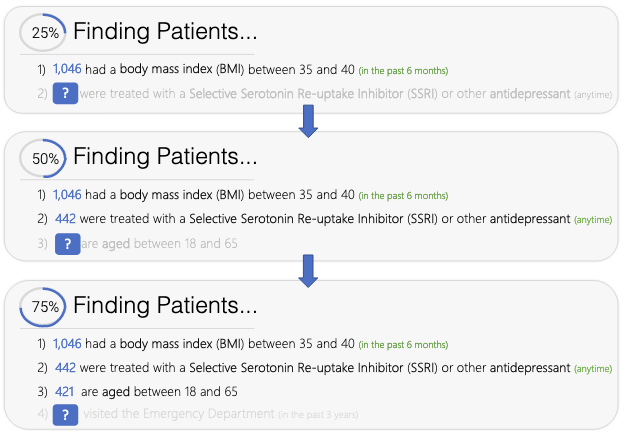 25% Finding Patients...
1) 1,046 had a body mass index (BMI) between 35 and 40 (in the past 6 months)
2) ? were treated with a Selective Serotonin Re-uptake Inhibitor (SSRI) or other antidepressant (anytime)
50% Finding Patients...
1) 1,046 had a body mass index (BMI) between 35 and 40 (in the past 6 months)
2) 442 were treated with a Selective Serotonin Re-uptake Inhibitor (SSRI) or other antidepressant (anytime)
3) ? are aged between 18 and 65
75% Finding Patients...
1) 1,046 had a body mass index (BMI) between 35 and 40 (in the past 6 months)
2) 442 were treated with a Selective Serotonin Re-uptake Inhibitor (SSRI) or other antidepressant (anytime)
3) 421 are aged between 18 and 65
4) ? visited the Emergency Department (in the past 3 years)